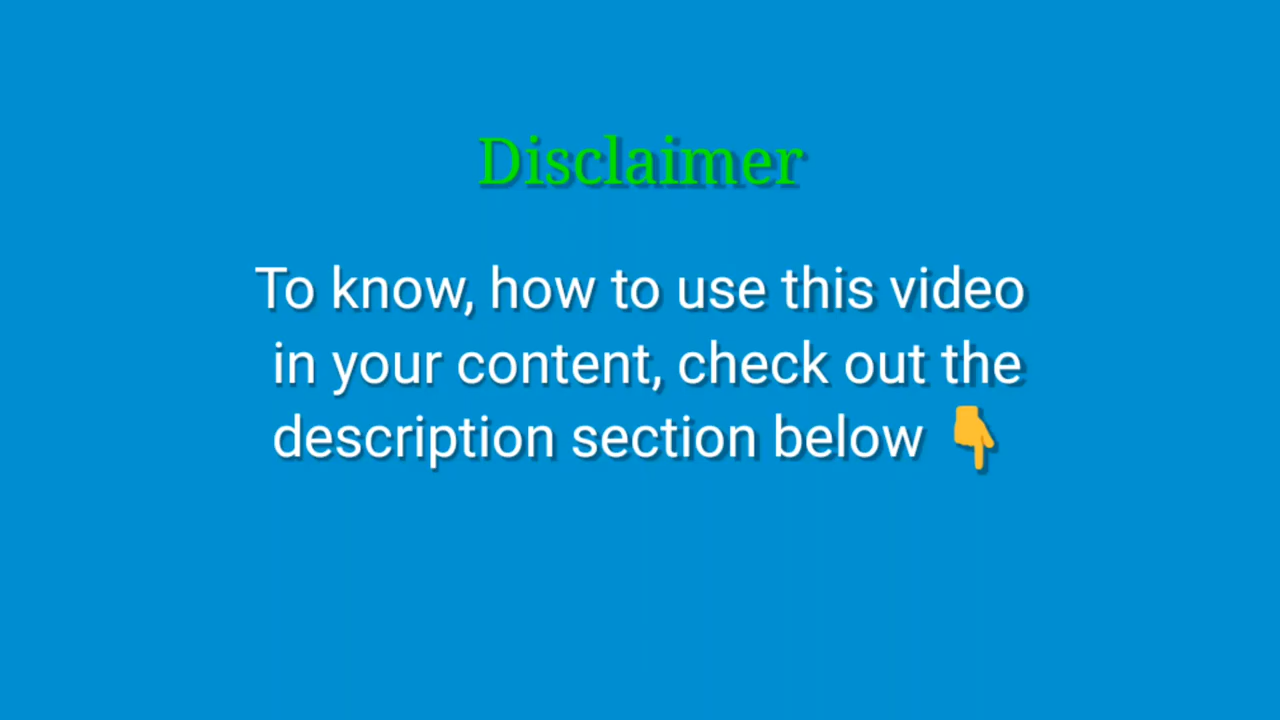 Disclaimer
To know, how to use this video
in your content, check out the
description section below 👇